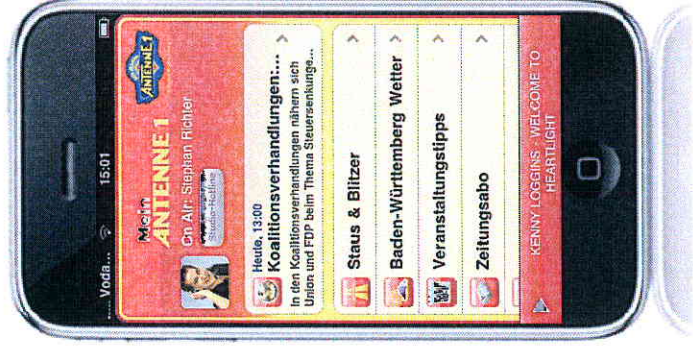 Voda... 15:01
Mein
ANTENNE 1
ANTENNE 1
On Air: Stephan Richter
Studio-Hotline
Heute, 13:00
Koalitionsverhandlungen:...
In den Koalitionsverhandlungen nähern sich
Union und FDP beim Thema Steuersenkunge...
Staus & Blitzer
Baden-Württemberg Wetter
Veranstaltungstipps
Zeitungsabo
KENNY LOGGINS - WELCOME TO
HEARTLIGHT